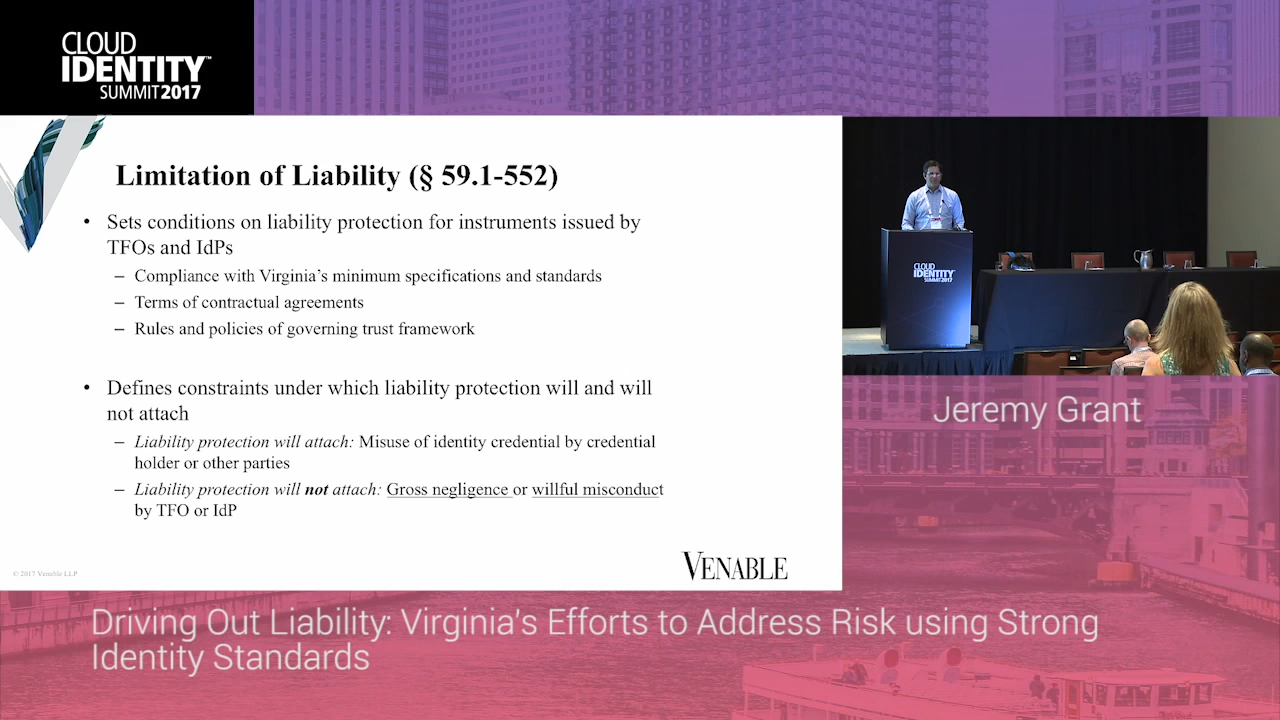 CLOUD
IDENTITY™
SUMMIT 2017
Limitation of Liability (§ 59.1-552)
• Sets conditions on liability protection for instruments issued by
TFOs and IdPs
– Compliance with Virginia’s minimum specifications and standards
– Terms of contractual agreements
– Rules and policies of governing trust framework
• Defines constraints under which liability protection will and will
not attach
– Liability protection will attach: Misuse of identity credential by credential
holder or other parties
– Liability protection will not attach: Gross negligence or willful misconduct
by TFO or IdP
© 2017 Venable LLP
VENABLE
CLOUD
IDENTITY
SUMMIT 2017
Jeremy Grant
Driving Out Liability: Virginia's Efforts to Address Risk using Strong
Identity Standards